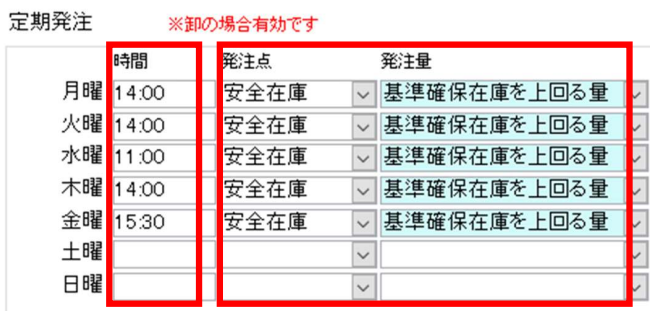 定期発注 ※卸の場合有効です
時間 発注点 発注量
月曜 14:00 安全在庫 基準確保在庫を上回る量
火曜 14:00 安全在庫 基準確保在庫を上回る量
水曜 11:00 安全在庫 基準確保在庫を上回る量
木曜 14:00 安全在庫 基準確保在庫を上回る量
金曜 15:30 安全在庫 基準確保在庫を上回る量
土曜
日曜